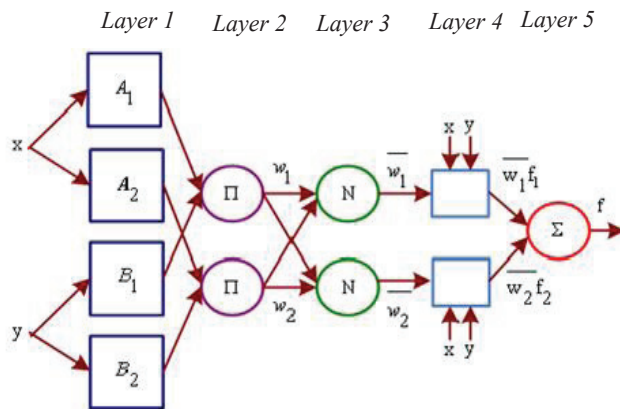 Layer 1 Layer 2 Layer 3 Layer 4 Layer 5
A₁
x
x y
w₁ w̅₁ w̅₁f₁
A₂ Π N
f
Σ
B₁
Π N
w̅₂f₂
w₂ w̅₂
y
x y
B₂